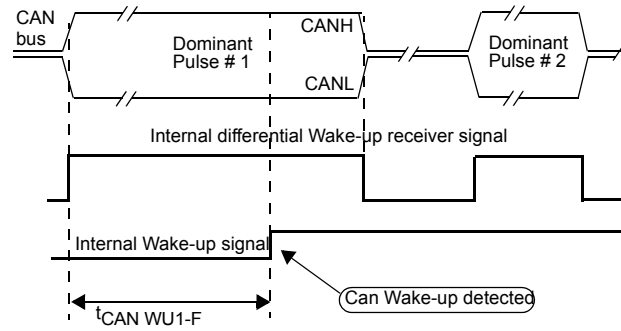 CAN
bus
CANH
Dominant
Pulse # 1
Dominant
Pulse # 2
CANL
Internal differential Wake-up receiver signal
Internal Wake-up signal
Can Wake-up detected
tCAN WU1-F